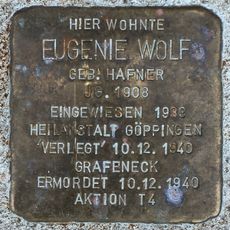 HIER WOHNTE
EUGENIE WOLF
GEB. HAFNER
JG. 1908
EINGEWIESEN 1938
HEILANSTALT GÖPPINGEN
'VERLEGT' 10.12.1940
GRAFENECK
ERMORDET 10.12.1940
AKTION T4